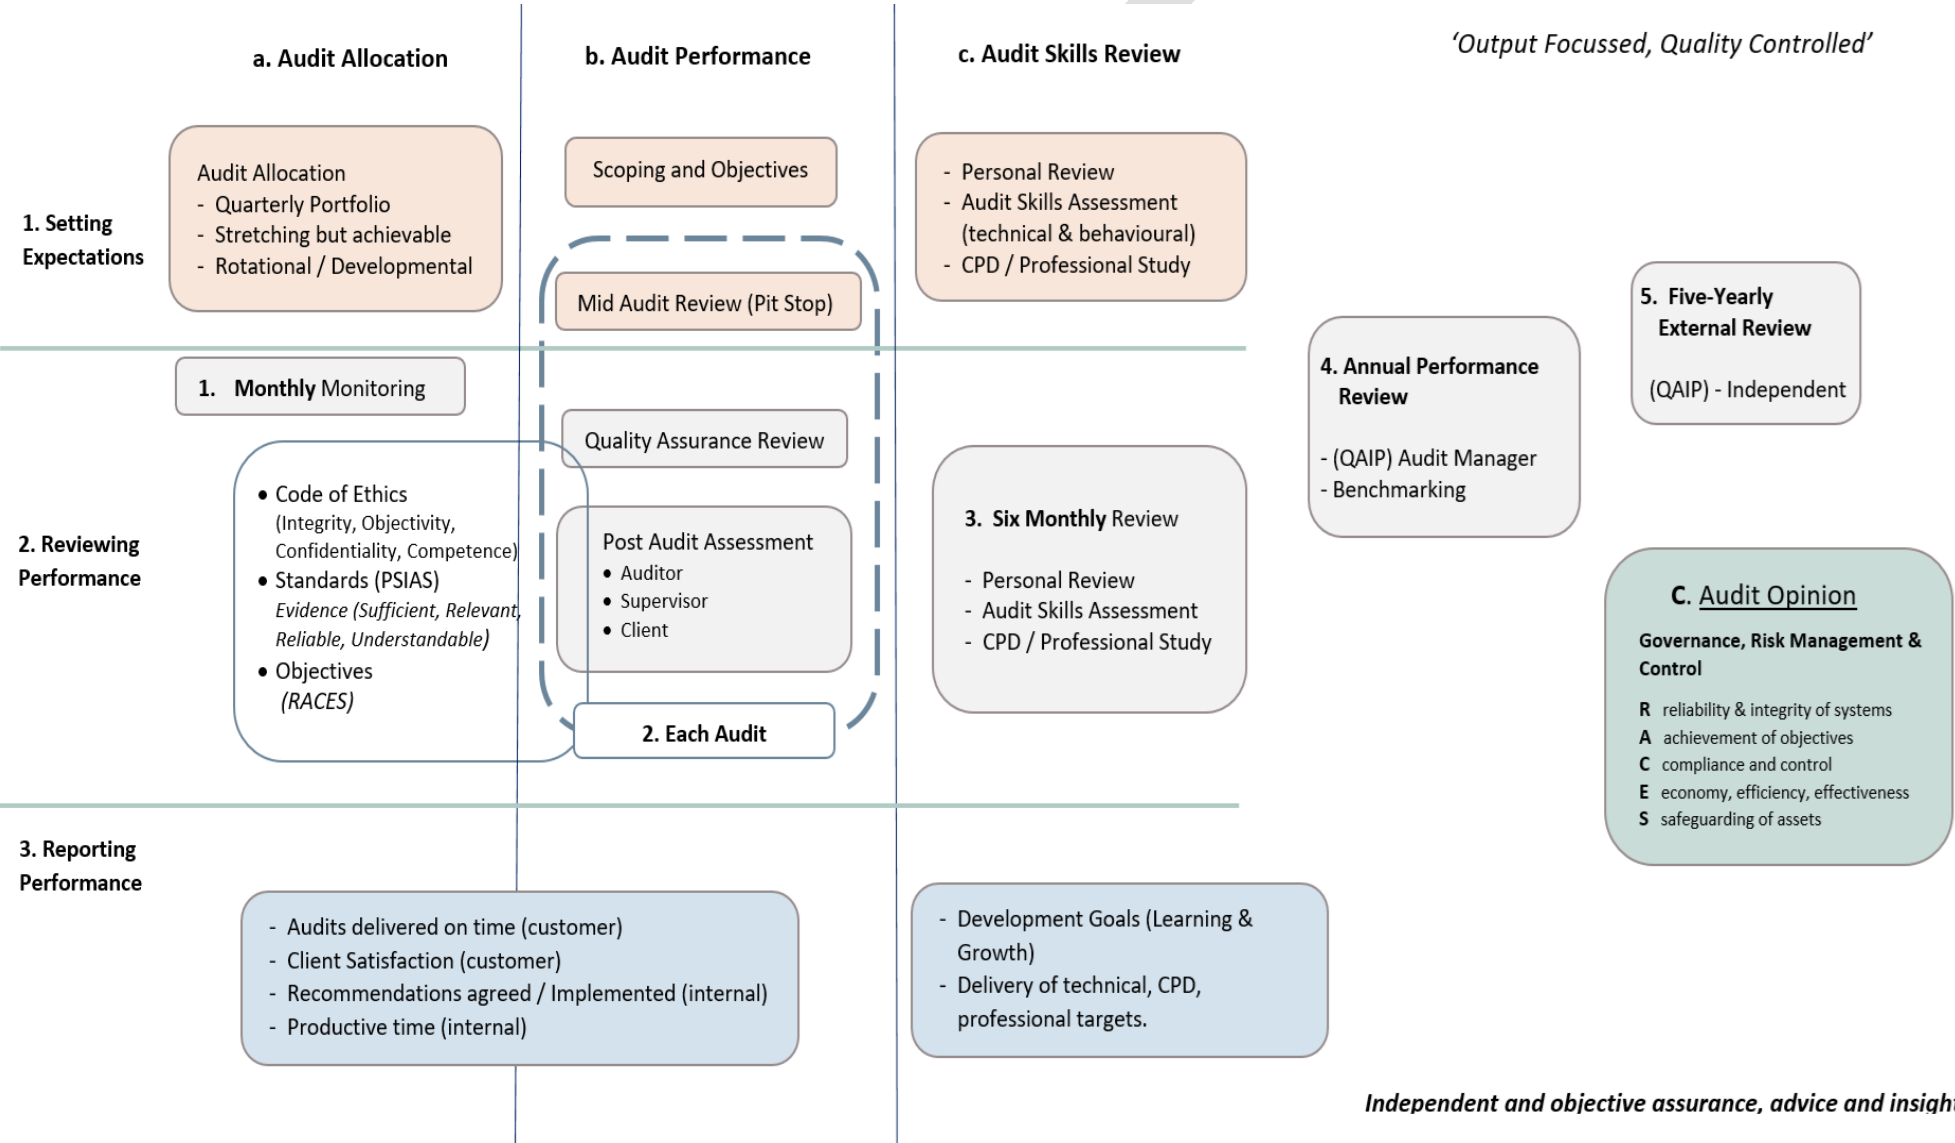 a. Audit Allocation
b. Audit Performance
c. Audit Skills Review
‘Output Focussed, Quality Controlled’
1. Setting
Expectations
Audit Allocation
- Quarterly Portfolio
- Stretching but achievable
- Rotational / Developmental
Scoping and Objectives
Mid Audit Review (Pit Stop)
- Personal Review
- Audit Skills Assessment
(technical & behavioural)
- CPD / Professional Study
2. Reviewing
Performance
1. Monthly Monitoring
• Code of Ethics
(Integrity, Objectivity,
Confidentiality, Competence)
• Standards (PSIAS)
Evidence (Sufficient, Relevant,
Reliable, Understandable)
• Objectives
(RACES)
Quality Assurance Review
Post Audit Assessment
• Auditor
• Supervisor
• Client
2. Each Audit
3. Six Monthly Review
- Personal Review
- Audit Skills Assessment
- CPD / Professional Study
4. Annual Performance
Review
- (QAIP) Audit Manager
- Benchmarking
5. Five-Yearly
External Review
(QAIP) - Independent
C. Audit Opinion
Governance, Risk Management &
Control
R reliability & integrity of systems
A achievement of objectives
C compliance and control
E economy, efficiency, effectiveness
S safeguarding of assets
3. Reporting
Performance
- Audits delivered on time (customer)
- Client Satisfaction (customer)
- Recommendations agreed / Implemented (internal)
- Productive time (internal)
- Development Goals (Learning &
Growth)
- Delivery of technical, CPD,
professional targets.
Independent and objective assurance, advice and insight